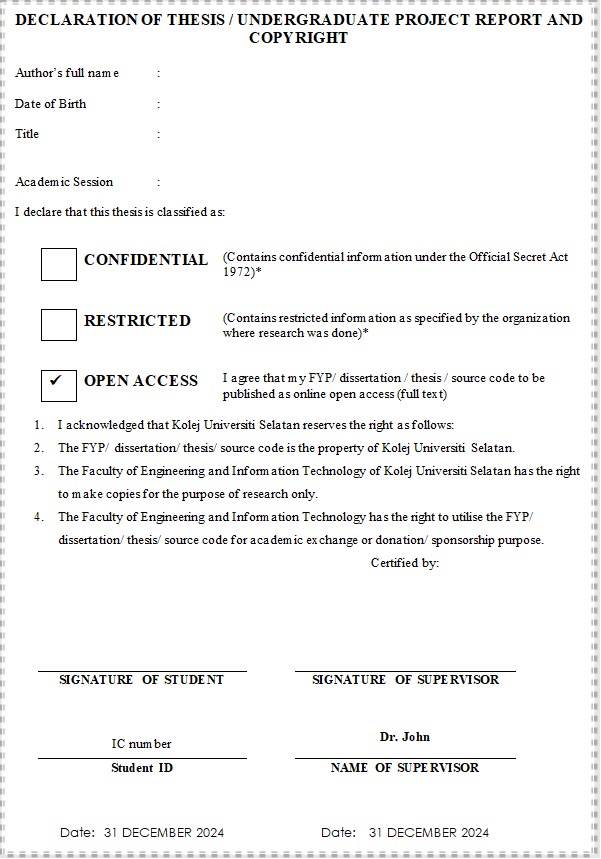 DECLARATION OF THESIS / UNDERGRADUATE PROJECT REPORT AND
COPYRIGHT
Author's full name :
Date of Birth :
Title :
Academic Session :
I declare that this thesis is classified as:
CONFIDENTIAL (Contains confidential information under the Official Secret Act
1972)*
RESTRICTED (Contains restricted information as specified by the organization
where research was done)*
✓ OPEN ACCESS I agree that my FYP/ dissertation / thesis / source code to be
published as online open access (full text)
1. I acknowledged that Kolej Universiti Selatan reserves the right as follows:
2. The FYP/ dissertation/ thesis/ source code is the property of Kolej Universiti Selatan.
3. The Faculty of Engineering and Information Technology of Kolej Universiti Selatan has the right
to make copies for the purpose of research only.
4. The Faculty of Engineering and Information Technology has the right to utilise the FYP/
dissertation/ thesis/ source code for academic exchange or donation/ sponsorship purpose.
Certified by:
SIGNATURE OF STUDENT SIGNATURE OF SUPERVISOR
IC number Dr. John
Student ID NAME OF SUPERVISOR
Date: 31 DECEMBER 2024 Date: 31 DECEMBER 2024